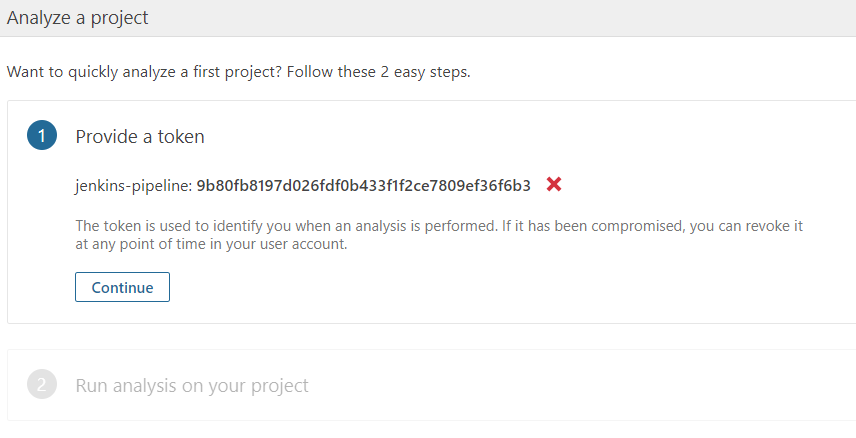 Analyze a project
Want to quickly analyze a first project? Follow these 2 easy steps.
1 Provide a token
jenkins-pipeline: 9b80fb8197d026fdf0b433f1f2ce7809ef36f6b3
The token is used to identify you when an analysis is performed. If it has been compromised, you can revoke it
at any point of time in your user account.
Continue
2 Run analysis on your project